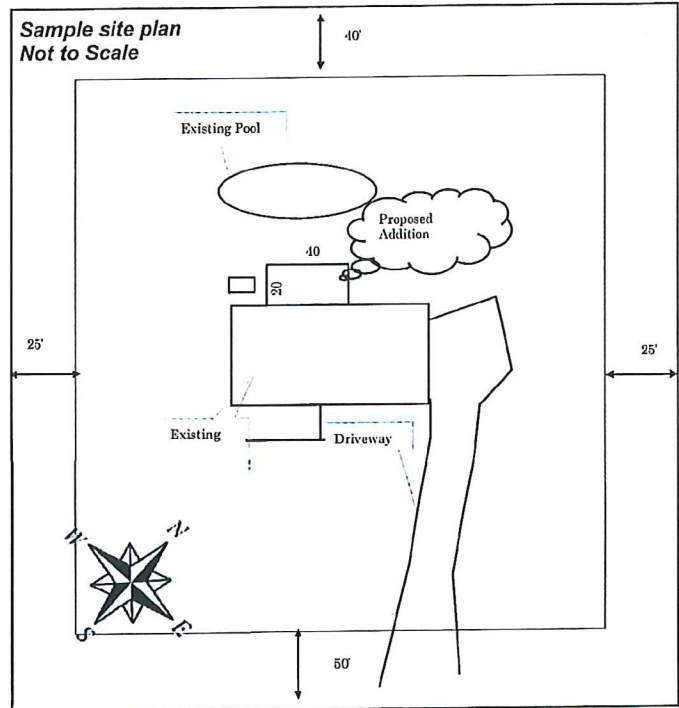 Sample site plan
Not to Scale
40'
Existing Pool
Proposed
Addition
40
20
25'
25'
Existing
Driveway
W
N
S
E
50'